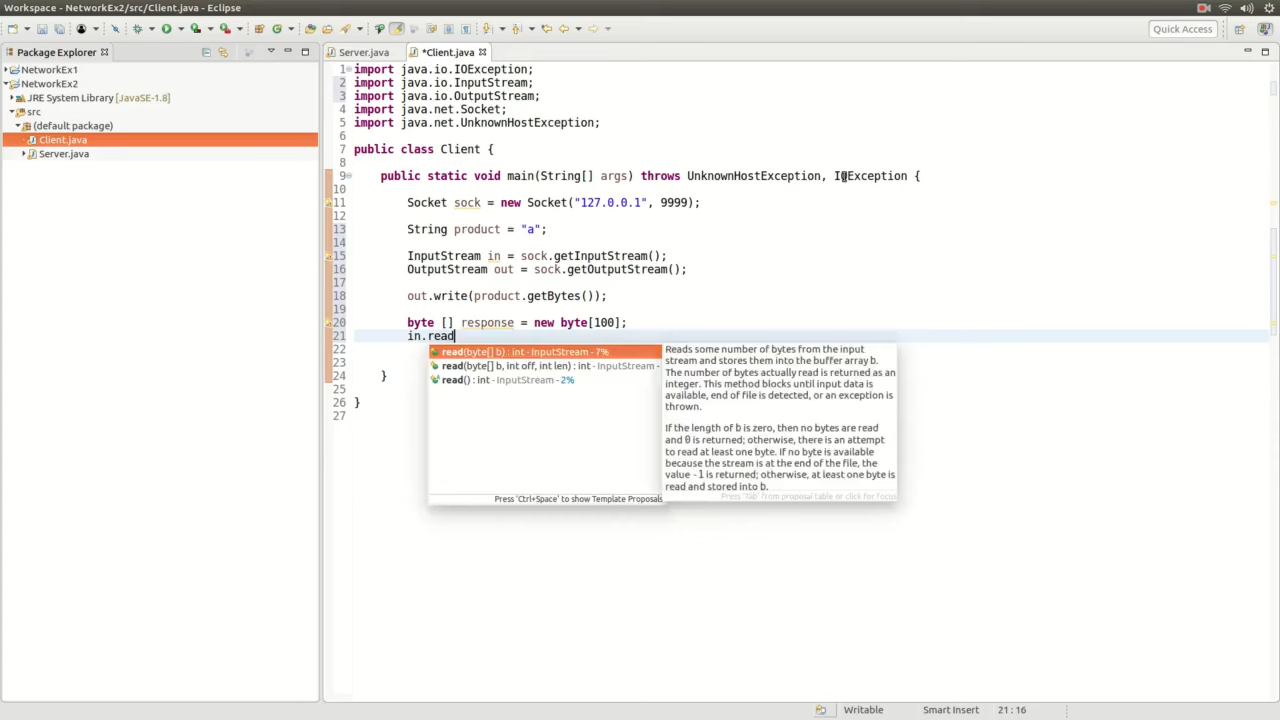 Workspace - NetworkEx2/src/Client.java - Eclipse
Quick Access
Package Explorer
NetworkEx1
NetworkEx2
JRE System Library [JavaSE-1.8]
src
(default package)
Client.java
Server.java
Server.java
*Client.java
1 import java.io.IOException;
2 import java.io.InputStream;
3 import java.io.OutputStream;
4 import java.net.Socket;
5 import java.net.UnknownHostException;
6
7 public class Client {
8
9 public static void main(String[] args) throws UnknownHostException, IOException {
10
11 Socket sock = new Socket("127.0.0.1", 9999);
12
13 String product = "a";
14
15 InputStream in = sock.getInputStream();
16 OutputStream out = sock.getOutputStream();
17
18 out.write(product.getBytes());
19
20 byte [] response = new byte[100];
21 in.read
22
23
24 }
25
26 }
27
read(byte[] b) : int - InputStream - 7%
read(byte[] b, int off, int len) : int - InputStream -
read() : int - InputStream - 2%
Press 'Ctrl+Space' to show Template Proposals
Reads some number of bytes from the input
stream and stores them into the buffer array b.
The number of bytes actually read is returned as an
integer. This method blocks until input data is
available, end of file is detected, or an exception is
thrown.
If the length of b is zero, then no bytes are read
and 0 is returned; otherwise, there is an attempt
to read at least one byte. If no byte is available
because the stream is at the end of the file, the
value -1 is returned; otherwise, at least one byte is
read and stored into b.
Press 'Tab' from proposal table or click for focus
Writable
Smart Insert
21 : 16